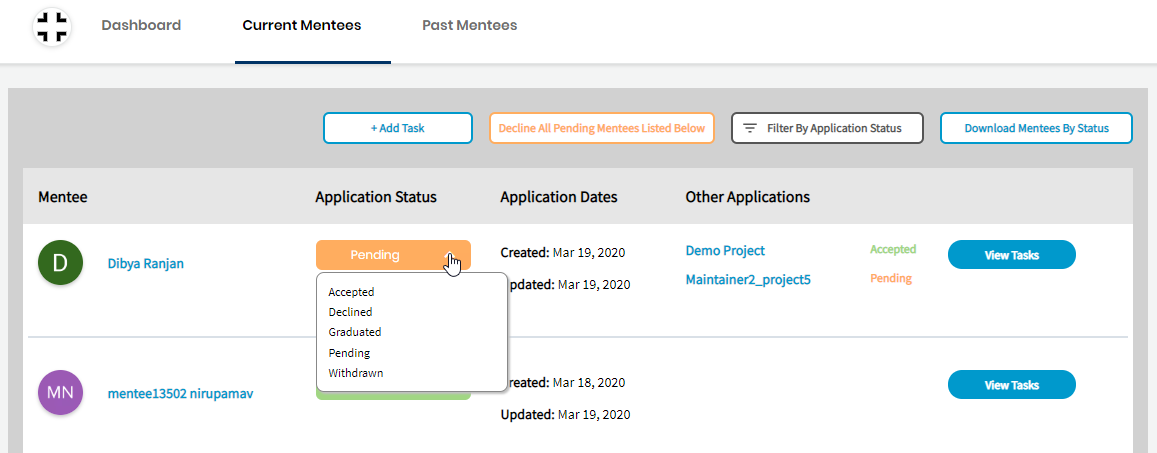 Dashboard
Current Mentees
Past Mentees
+ Add Task
Decline All Pending Mentees Listed Below
Filter By Application Status
Download Mentees By Status
Mentee
Application Status
Application Dates
Other Applications
D
Dibya Ranjan
Pending
Accepted
Declined
Graduated
Pending
Withdrawn
Created: Mar 19, 2020
pdated: Mar 19, 2020
Demo Project
Accepted
Maintainer2_project5
Pending
View Tasks
MN
mentee13502 nirupamav
reated: Mar 18, 2020
Updated: Mar 19, 2020
View Tasks